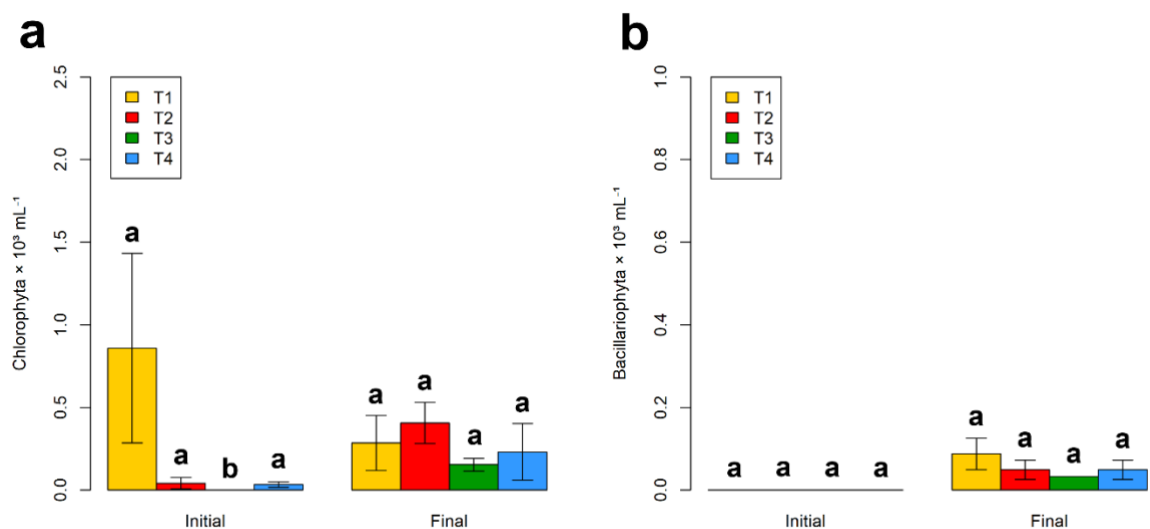 a
2.5
2.0
1.5
1.0
0.5
0.0
Chlorophyta × 10³ mL⁻¹
T1
T2
T3
T4
a
a
b
a
a
a
a
a
Initial
Final
b
1.0
0.8
0.6
0.4
0.2
0.0
Bacillariophyta × 10³ mL⁻¹
T1
T2
T3
T4
a
a
a
a
a
a
a
a
Initial
Final